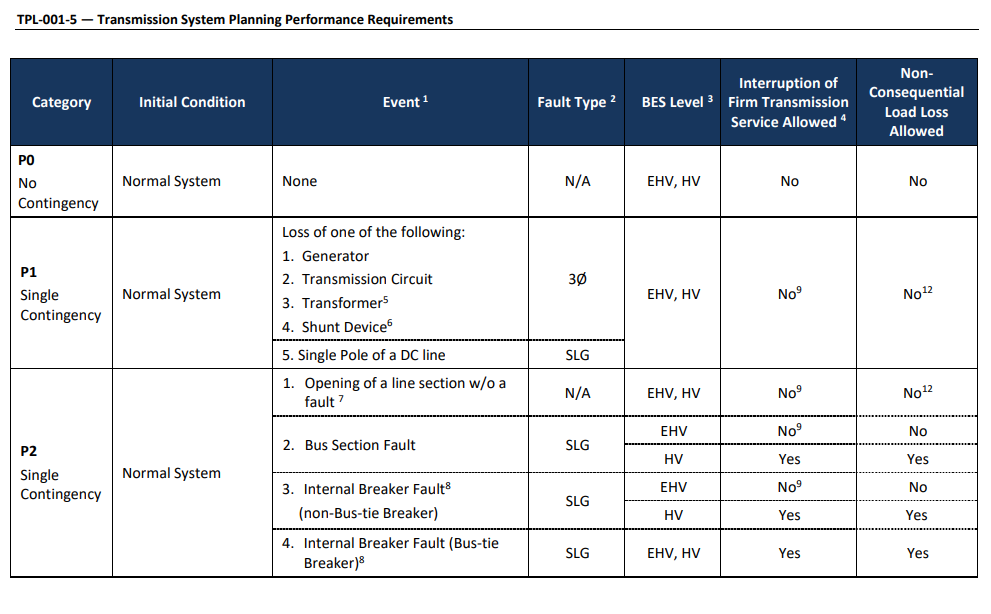 TPL-001-5 — Transmission System Planning Performance Requirements
Category
Initial Condition
Event 1
Fault Type 2
BES Level 3
Interruption of
Firm Transmission
Service Allowed 4
Non-
Consequential
Load Loss
Allowed
P0
No
Contingency
Normal System
None
N/A
EHV, HV
No
No
P1
Single
Contingency
Normal System
Loss of one of the following:
1. Generator
2. Transmission Circuit
3. Transformer5
4. Shunt Device6
3Ø
5. Single Pole of a DC line
SLG
EHV, HV
No9
No12
P2
Single
Contingency
Normal System
1. Opening of a line section w/o a
fault 7
N/A
EHV, HV
No9
No12
2. Bus Section Fault
SLG
EHV
No9
No
HV
Yes
Yes
3. Internal Breaker Fault8
(non-Bus-tie Breaker)
SLG
EHV
No9
No
HV
Yes
Yes
4. Internal Breaker Fault (Bus-tie
Breaker)8
SLG
EHV, HV
Yes
Yes